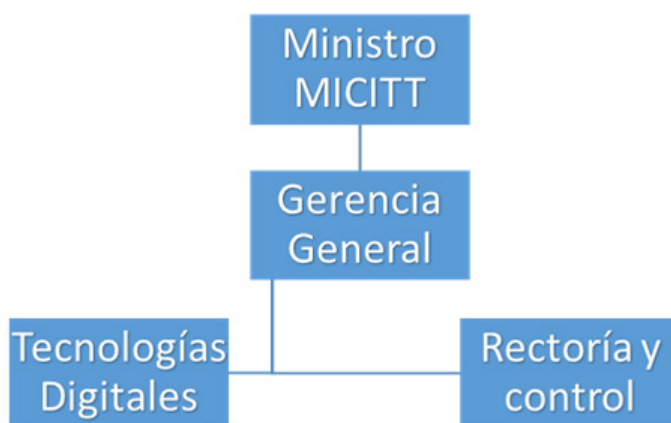 Ministro
MICITT
Gerencia
General
Tecnologías
Digitales
Rectoría y
control